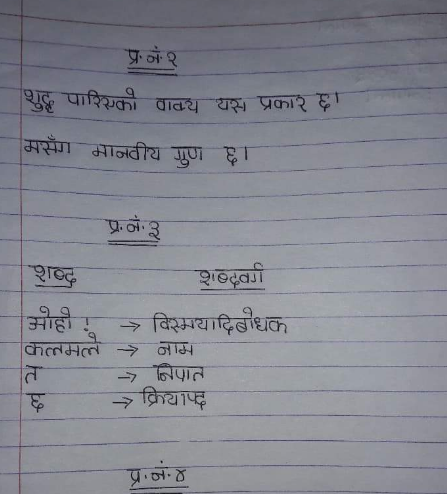 प्र.नं.२
शुद्ध पारिएको वाक्य यस प्रकार छ।
मसँग मानवीय गुण छ।
प्र.नं.३
शब्द शब्दवर्ग
ओहो ! → विस्मयादिबोधक
कलमले → नाम
त → निपात
छ → क्रियापद
प्र.नं.४